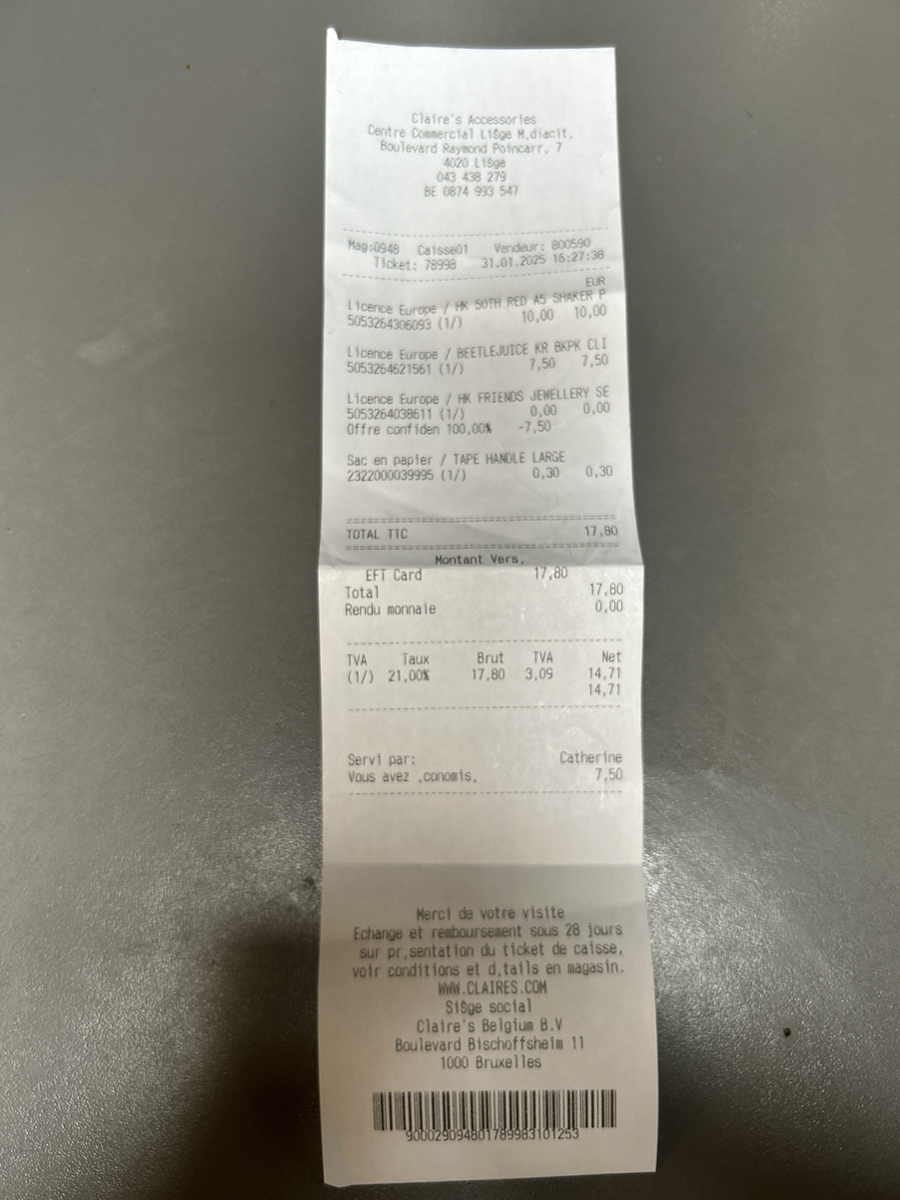 Claire's Accessories
Centre Commercial LiŠge M‚diacit‚
Boulevard Raymond Poincarr‚ 7
4020 LiŠge
043 438 279
BE 0874 993 547
Mag:0948 Caisse01 Vendeur: 800590
Ticket: 78998 31.01.2025 16:27:38
EUR
Licence Europe / HK 50TH RED A5 SHAKER P
5053264306093 (1/) 10,00 10,00
Licence Europe / BEETLEJUICE KR BKPK CLI
5053264621561 (1/) 7,50 7,50
Licence Europe / HK FRIENDS JEWELLERY SE
5053264038611 (1/) 0,00 0,00
Offre confiden 100,00% -7,50
Sac en papier / TAPE HANDLE LARGE
2322000039995 (1/) 0,30 0,30
TOTAL TTC 17,80
Montant Vers‚
EFT Card 17,80
Total 17,80
Rendu monnaie 0,00
TVA Taux Brut TVA Net
(1/) 21,00% 17,80 3,09 14,71
14,71
Servi par: Catherine
Vous avez ‚conomis‚ 7,50
Merci de votre visite
Echange et remboursement sous 28 jours
sur pr‚sentation du ticket de caisse,
voir conditions et d‚tails en magasin.
WWW.CLAIRES.COM
SiŠge social
Claire's Belgium B.V
Boulevard Bischoffsheim 11
1000 Bruxelles
9000290948017899831012​53